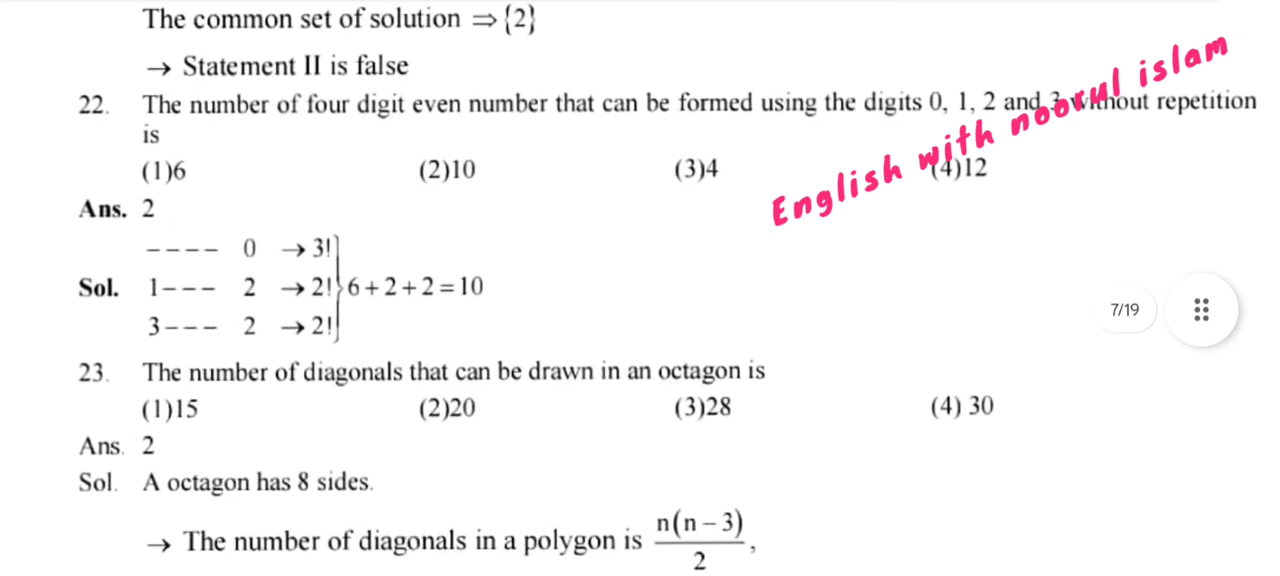 The common set of solution ⇒ {2}
→ Statement II is false
22. The number of four digit even number that can be formed using the digits 0, 1, 2 and 3 without repetition
is
(1)6 (2)10 (3)4 (4)12
English with noorul islam
Ans. 2
---- 0 → 3!
Sol. 1--- 2 → 2! } 6 + 2 + 2 = 10
3--- 2 → 2!
7/19
23. The number of diagonals that can be drawn in an octagon is
(1)15 (2)20 (3)28 (4) 30
Ans. 2
Sol. A octagon has 8 sides.
→ The number of diagonals in a polygon is n(n – 3)/2,